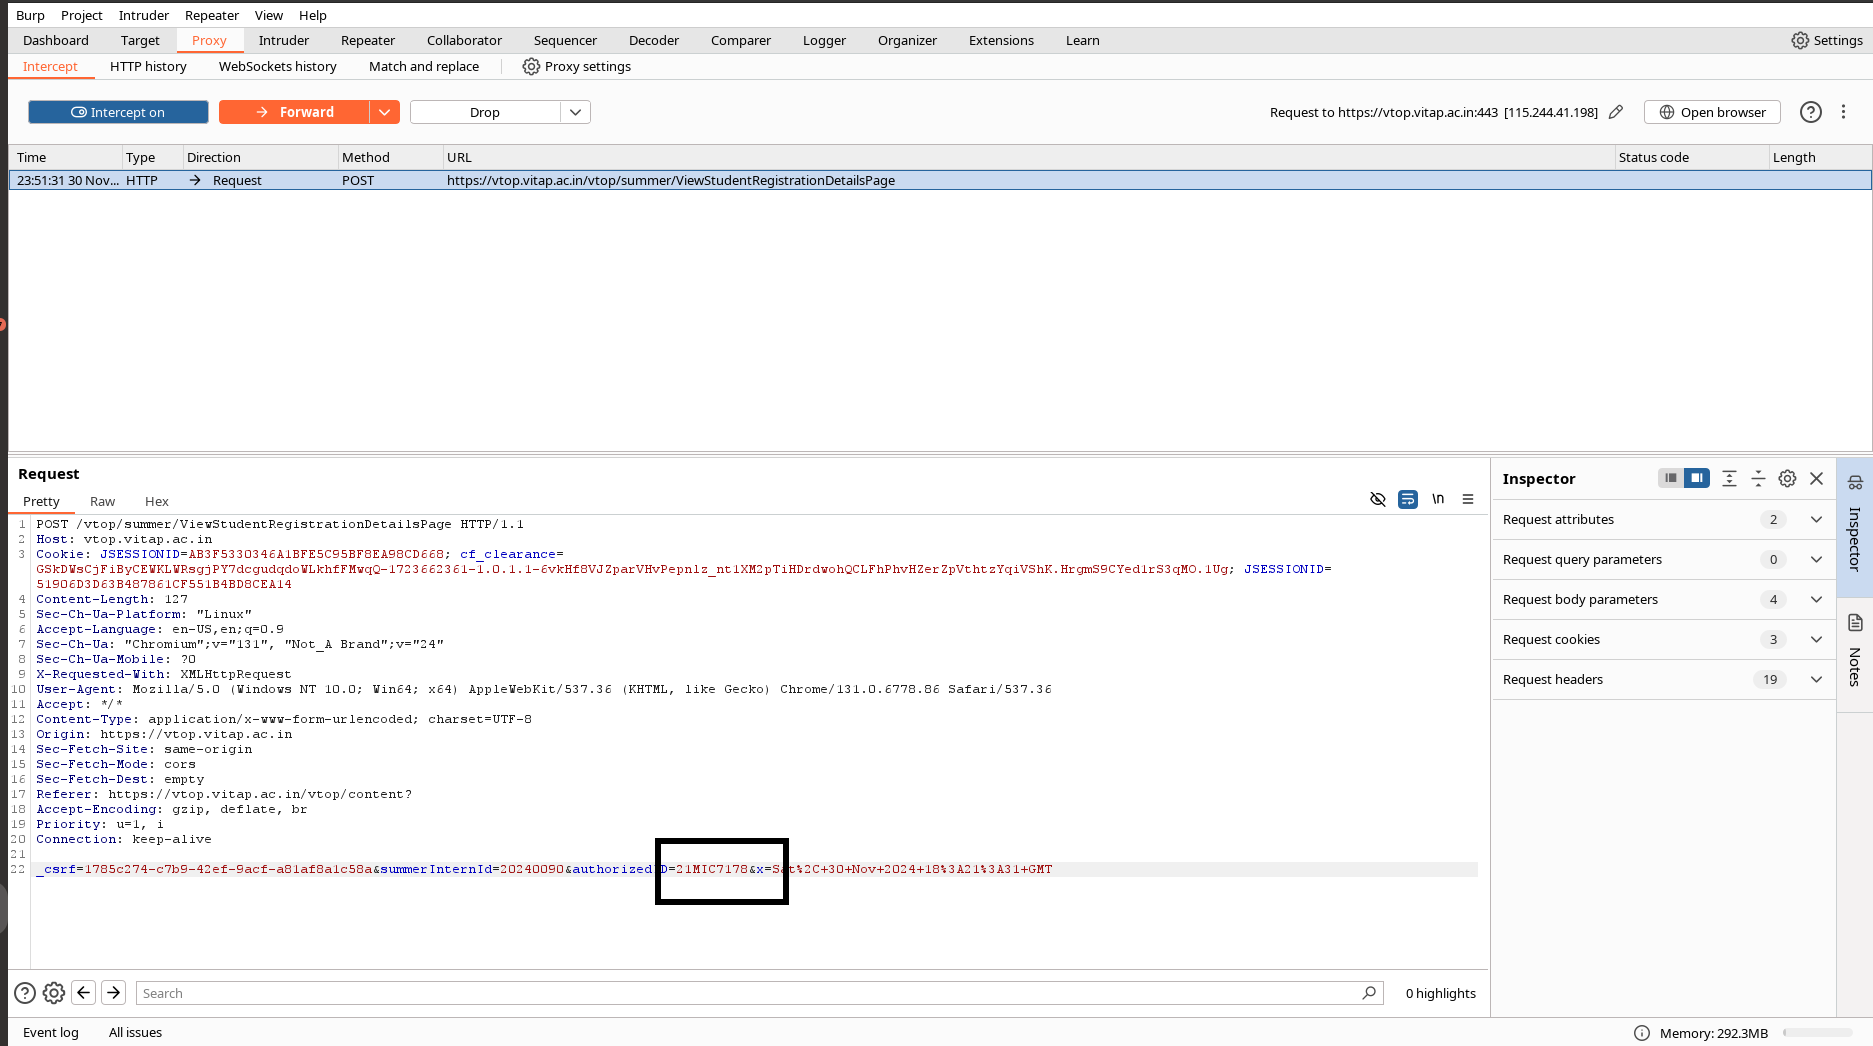 Burp Project Intruder Repeater View Help
Dashboard Target Proxy Intruder Repeater Collaborator Sequencer Decoder Comparer Logger Organizer Extensions Learn Settings
Intercept HTTP history WebSockets history Match and replace Proxy settings
Intercept on Forward Drop Request to https://vtop.vitap.ac.in:443 [115.244.41.198] Open browser
Time Type Direction Method URL Status code Length
23:51:31 30 Nov... HTTP Request POST https://vtop.vitap.ac.in/vtop/summer/ViewStudentRegistrationDetailsPage
Request
Pretty Raw Hex \n
1 POST /vtop/summer/ViewStudentRegistrationDetailsPage HTTP/1.1
2 Host: vtop.vitap.ac.in
3 Cookie: JSESSIONID=AB3F5330346A1BFE5C95BF8EA98CD668; cf_clearance=
GSkDWsCjFiByCEWKLWRsgjPY7dcgudqdoWLkhfFMwqQ-1723662361-1.0.1.1-6vkHf8VJZparVHvPepnlz_nt1XM2pTiHDrdwohQCLFhPhvHZerZpVthtzYqiVShK.HrgmS9CYed1rS3qMO.1Ug; JSESSIONID=
51906D3D63B487861CF551B4BD8CEA14
4 Content-Length: 127
5 Sec-Ch-Ua-Platform: "Linux"
6 Accept-Language: en-US,en;q=0.9
7 Sec-Ch-Ua: "Chromium";v="131", "Not_A Brand";v="24"
8 Sec-Ch-Ua-Mobile: ?0
9 X-Requested-With: XMLHttpRequest
10 User-Agent: Mozilla/5.0 (Windows NT 10.0; Win64; x64) AppleWebKit/537.36 (KHTML, like Gecko) Chrome/131.0.6778.86 Safari/537.36
11 Accept: */*
12 Content-Type: application/x-www-form-urlencoded; charset=UTF-8
13 Origin: https://vtop.vitap.ac.in
14 Sec-Fetch-Site: same-origin
15 Sec-Fetch-Mode: cors
16 Sec-Fetch-Dest: empty
17 Referer: https://vtop.vitap.ac.in/vtop/content?
18 Accept-Encoding: gzip, deflate, br
19 Priority: u=1, i
20 Connection: keep-alive
21
22 _csrf=1785c274-c7b9-42ef-9acf-a81af8a1c58a&summerInternId=20240090&authorizedID=21MIC7178&x=Sat%2C+30+Nov+2024+18%3A21%3A31+GMT
Inspector
Request attributes 2
Request query parameters 0
Request body parameters 4
Request cookies 3
Request headers 19
Inspector
Notes
Search 0 highlights
Event log All issues Memory: 292.3MB